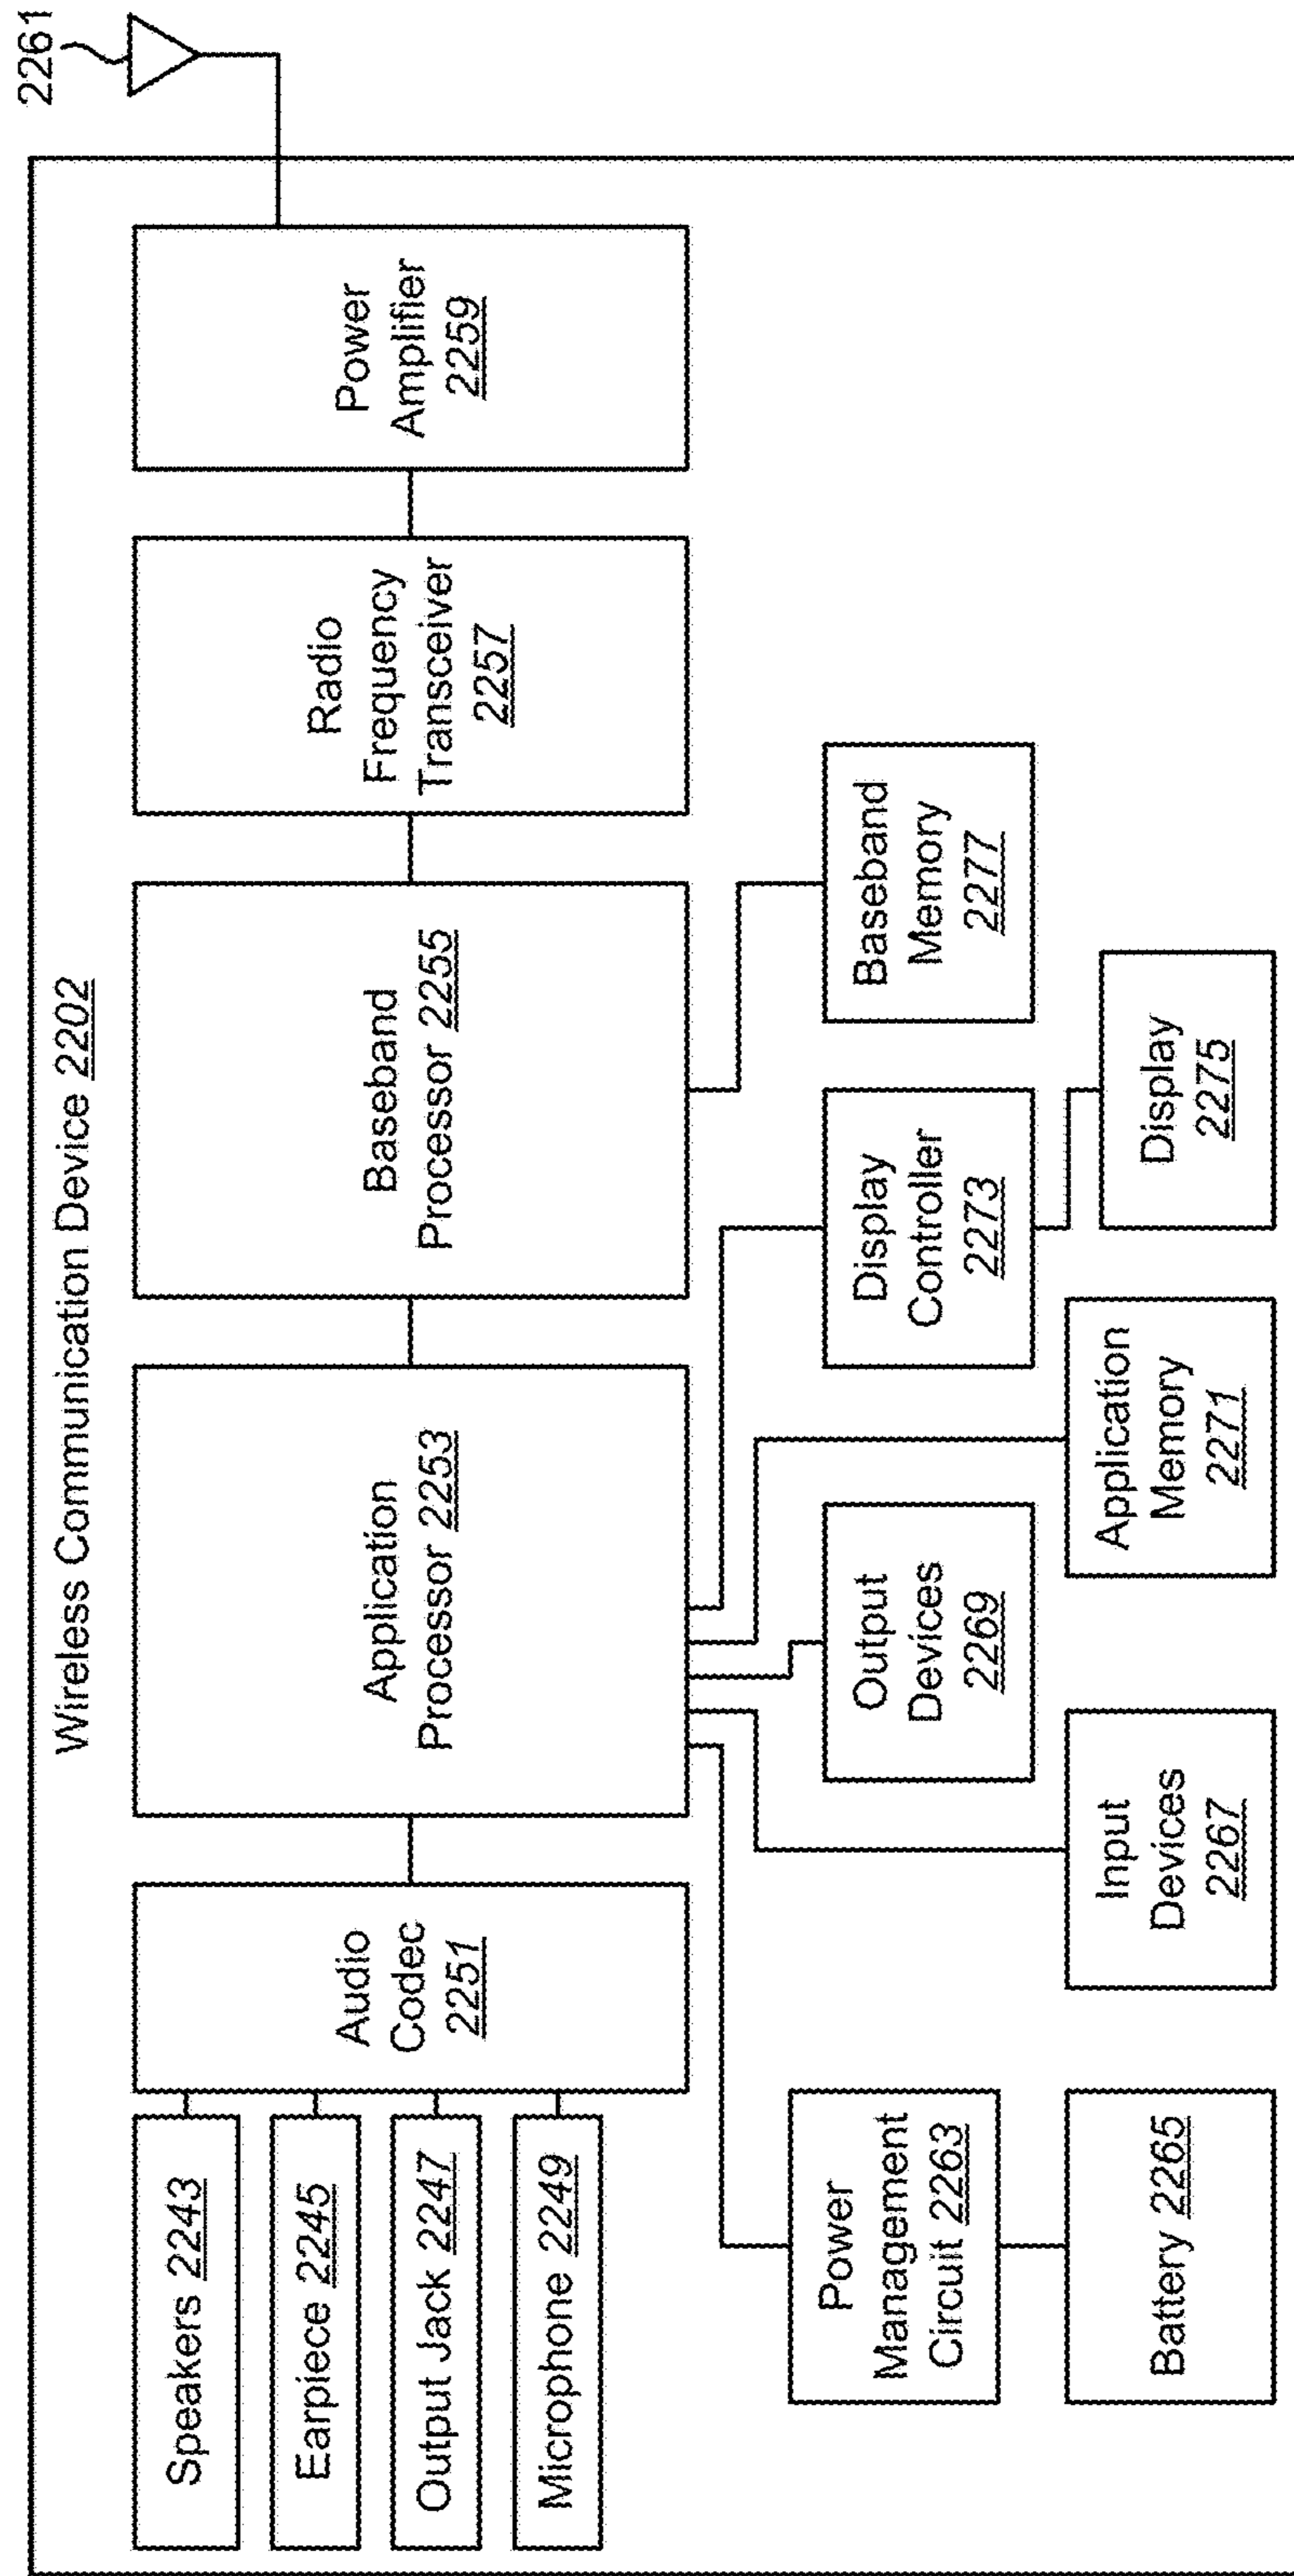 Wireless Communication Device 2202
2261
Speakers 2243
Earpiece 2245
Output Jack 2247
Microphone 2249
Audio
Codec
2251
Application
Processor 2253
Baseband
Processor 2255
Radio
Frequency
Transceiver
2257
Power
Amplifier
2259
Power
Management
Circuit 2263
Battery 2265
Input
Devices
2267
Output
Devices
2269
Application
Memory
2271
Display
Controller
2273
Display
2275
Baseband
Memory
2277